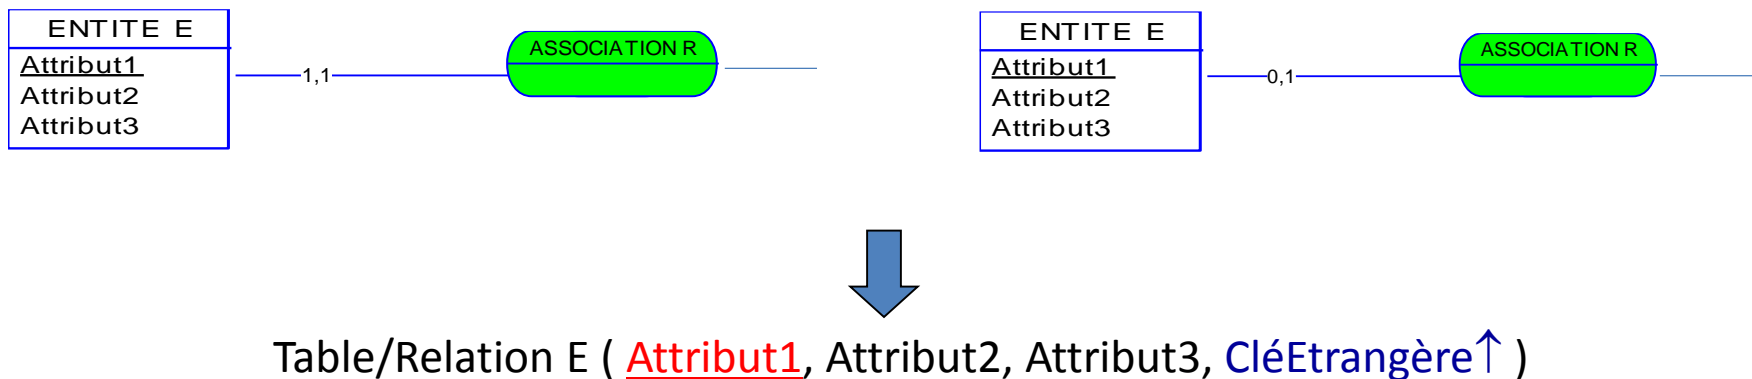 ENTITE E
Attribut1
Attribut2
Attribut3
1,1
ASSOCIATION R
ENTITE E
Attribut1
Attribut2
Attribut3
0,1
ASSOCIATION R
Table/Relation E ( Attribut1, Attribut2, Attribut3, CléEtrangère↑ )